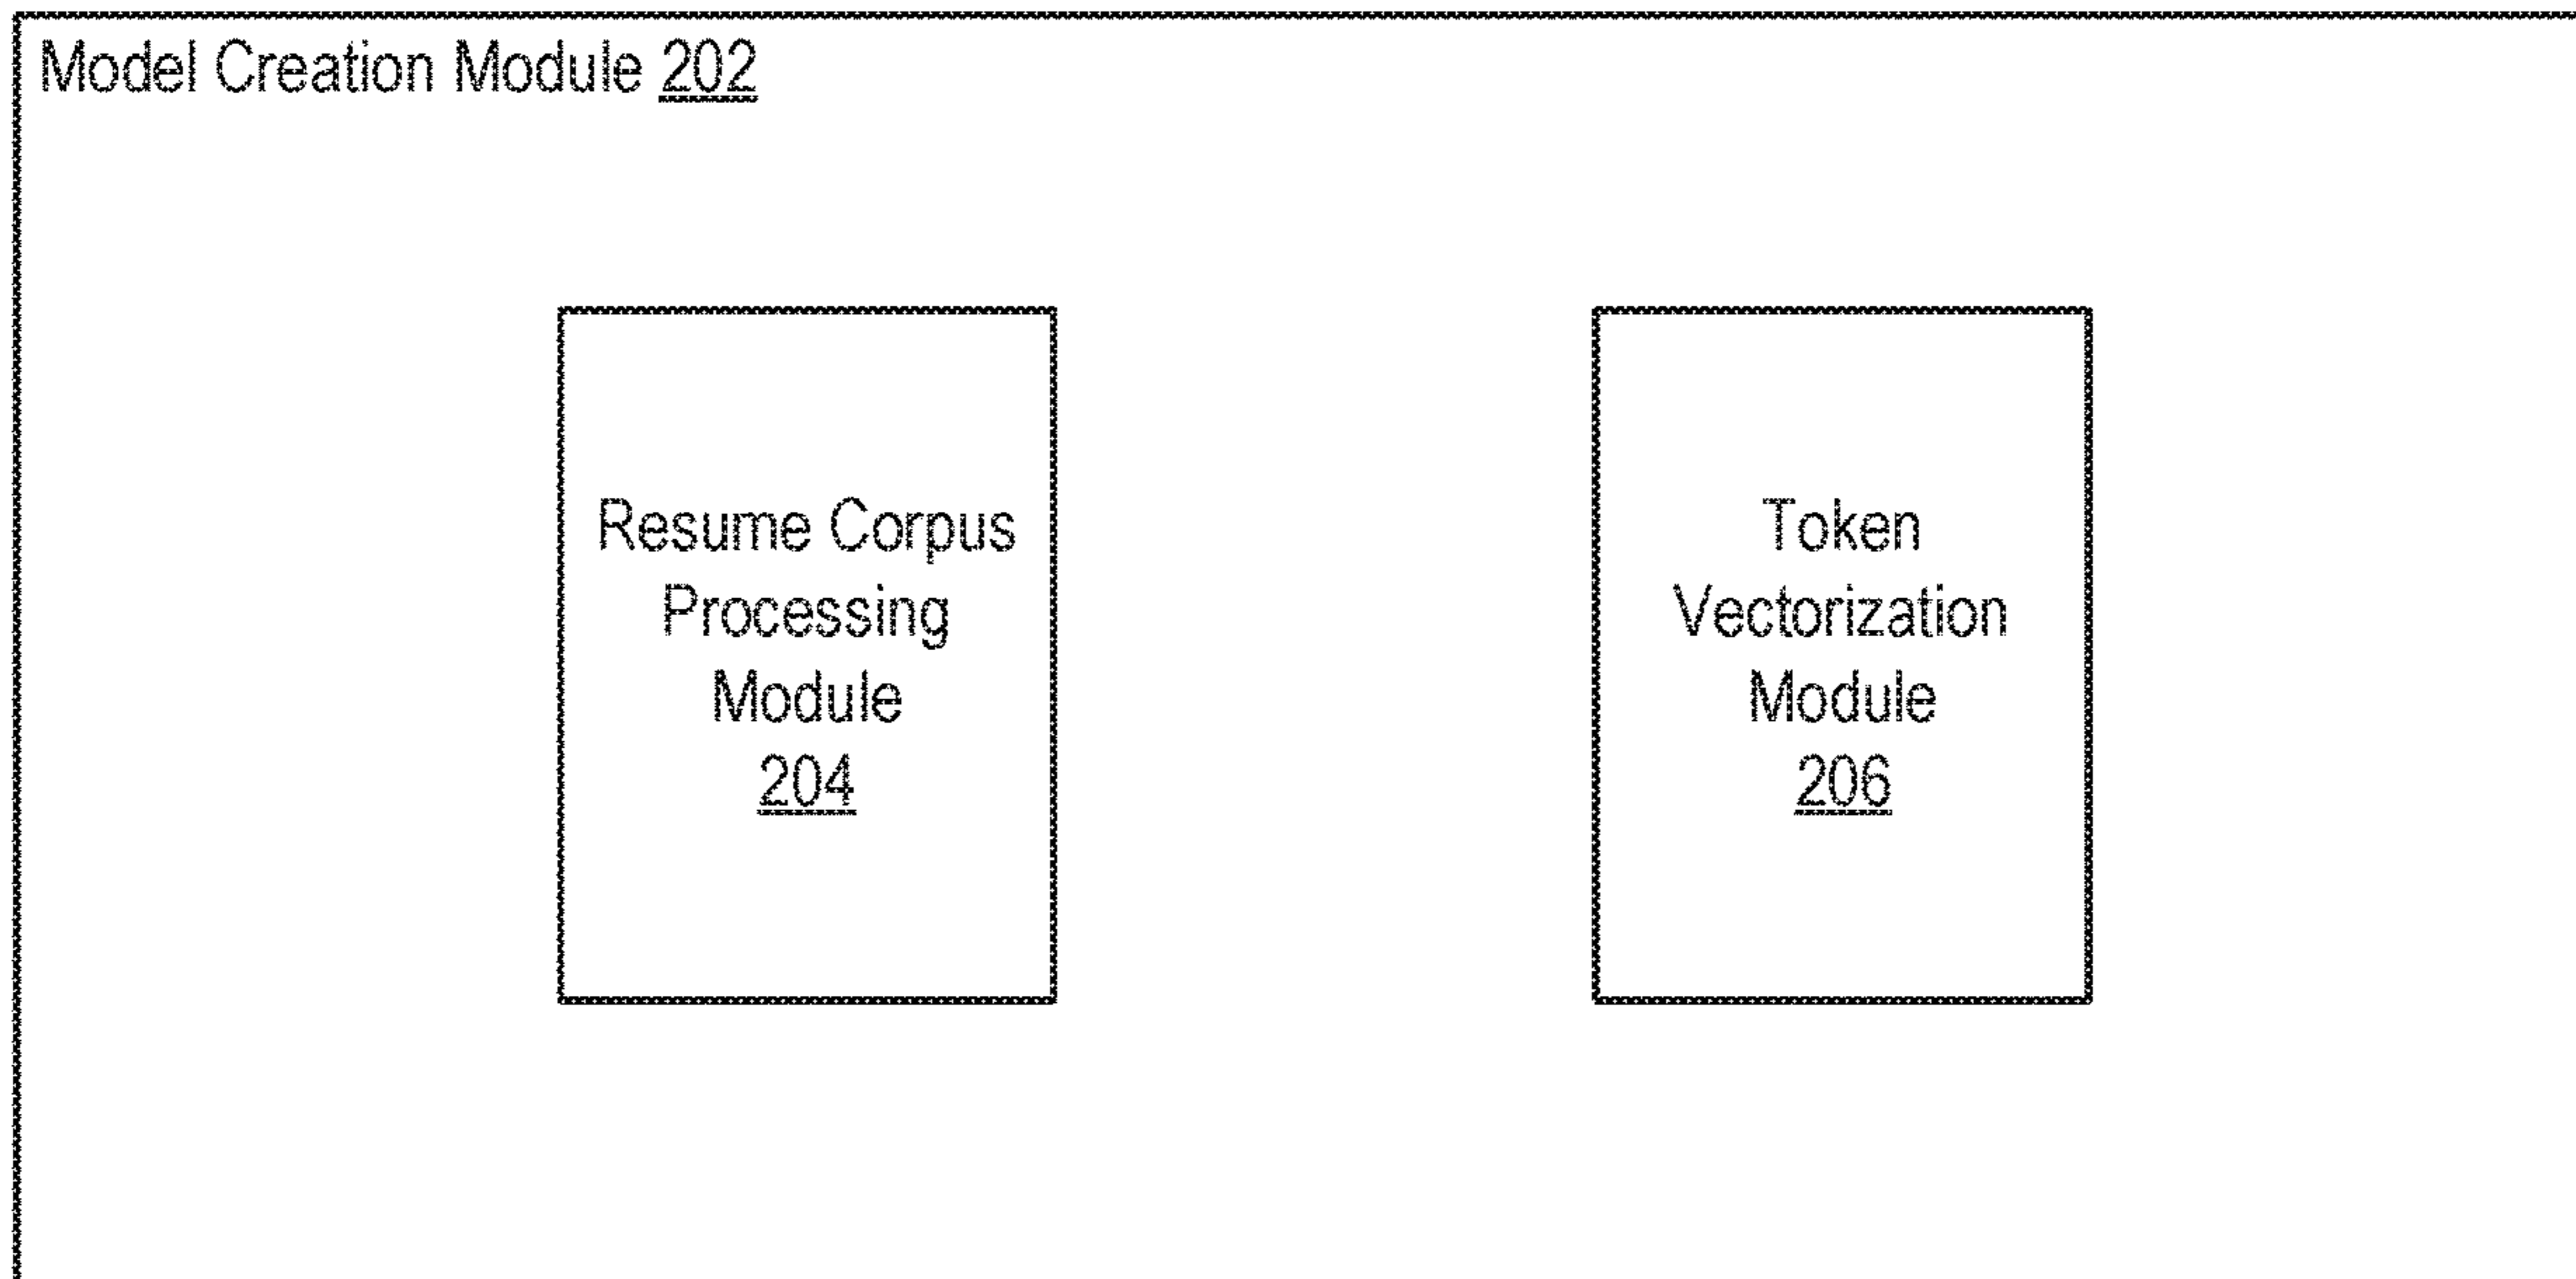 Model Creation Module 202
Resume Corpus
Processing
Module
204
Token
Vectorization
Module
206